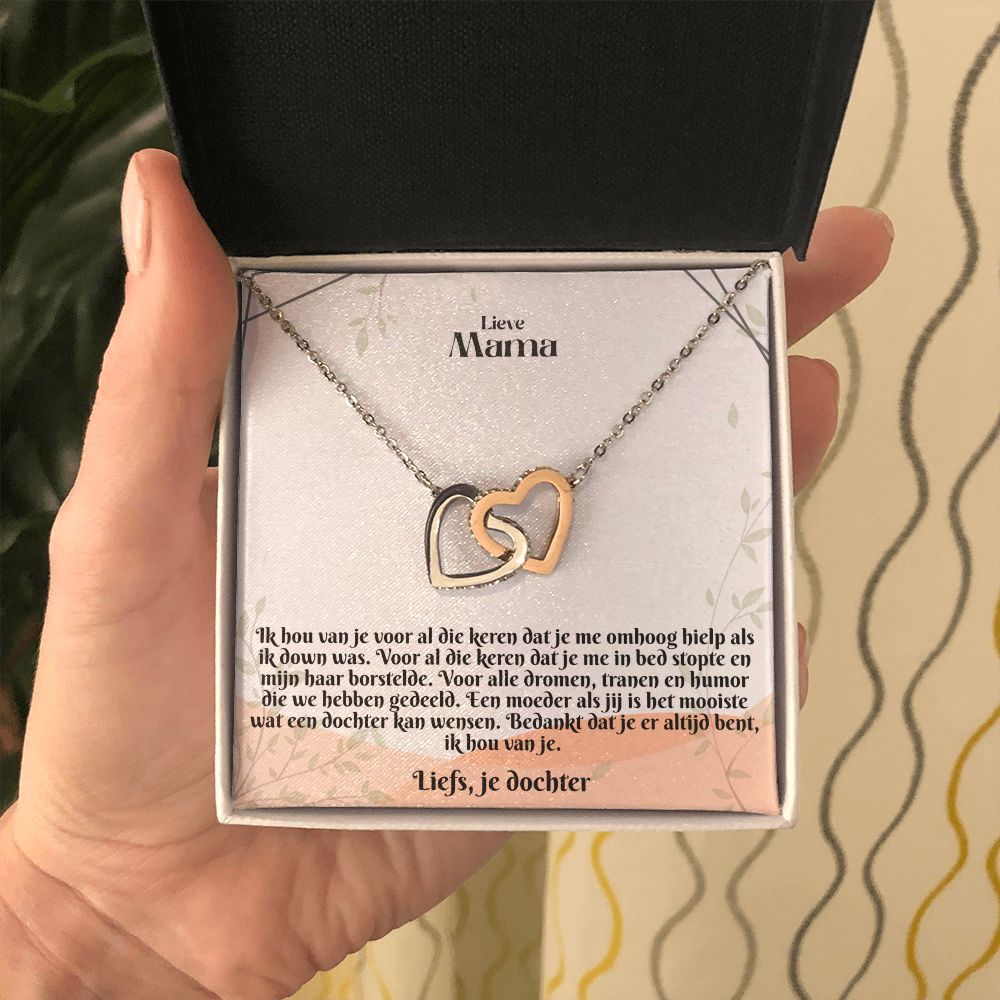 Lieve
Mama
Ik hou van je voor al die keren dat je me omhoog hielp als
ik down was. Voor al die keren dat je me in bed stopte en
mijn haar borstelde. Voor alle dromen, tranen en humor
die we hebben gedeeld. Een moeder als jij is het mooiste
wat een dochter kan wensen. Bedankt dat je er altijd bent,
ik hou van je.
Liefs, je dochter